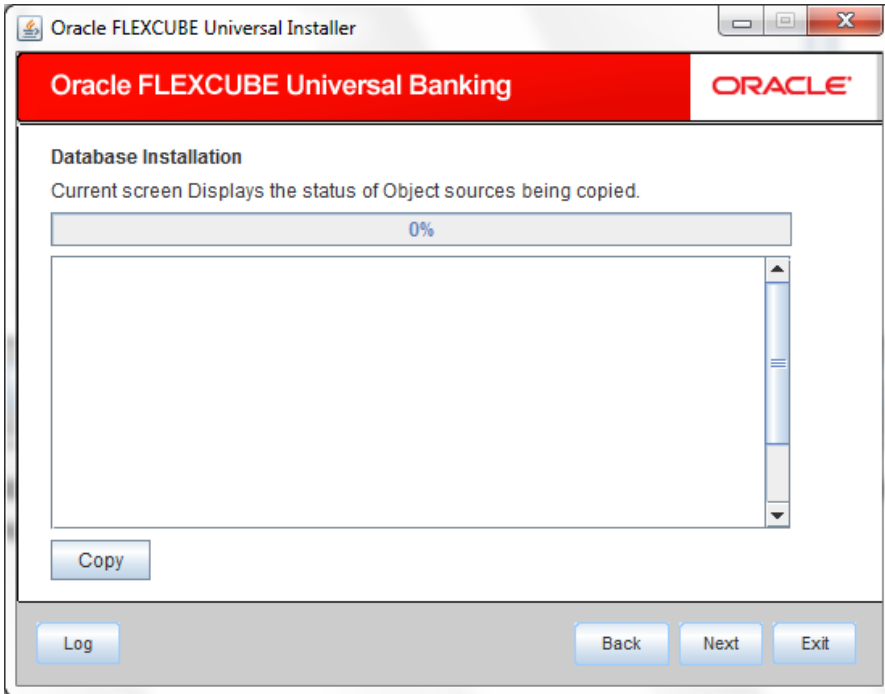 Oracle FLEXCUBE Universal Installer
Oracle FLEXCUBE Universal Banking
ORACLE
Database Installation
Current screen Displays the status of Object sources being copied.
0%
Copy
Log Back Next Exit